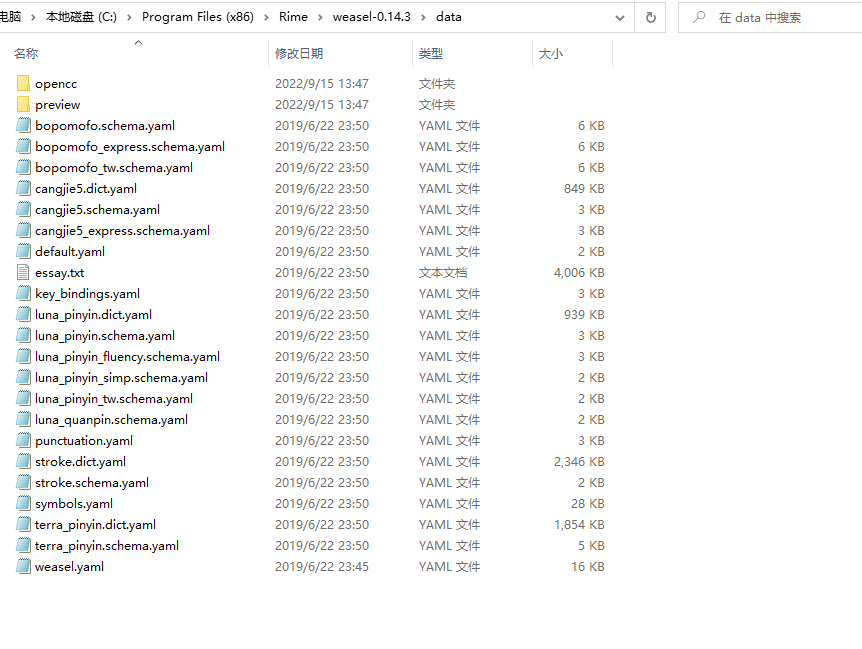 电脑 › 本地磁盘 (C:) › Program Files (x86) › Rime › weasel-0.14.3 › data 在 data 中搜索
名称 修改日期 类型 大小
opencc 2022/9/15 13:47 文件夹
preview 2022/9/15 13:47 文件夹
bopomofo.schema.yaml 2019/6/22 23:50 YAML 文件 6 KB
bopomofo_express.schema.yaml 2019/6/22 23:50 YAML 文件 6 KB
bopomofo_tw.schema.yaml 2019/6/22 23:50 YAML 文件 6 KB
cangjie5.dict.yaml 2019/6/22 23:50 YAML 文件 849 KB
cangjie5.schema.yaml 2019/6/22 23:50 YAML 文件 3 KB
cangjie5_express.schema.yaml 2019/6/22 23:50 YAML 文件 3 KB
default.yaml 2019/6/22 23:50 YAML 文件 2 KB
essay.txt 2019/6/22 23:50 文本文档 4,006 KB
key_bindings.yaml 2019/6/22 23:50 YAML 文件 3 KB
luna_pinyin.dict.yaml 2019/6/22 23:50 YAML 文件 939 KB
luna_pinyin.schema.yaml 2019/6/22 23:50 YAML 文件 3 KB
luna_pinyin_fluency.schema.yaml 2019/6/22 23:50 YAML 文件 3 KB
luna_pinyin_simp.schema.yaml 2019/6/22 23:50 YAML 文件 2 KB
luna_pinyin_tw.schema.yaml 2019/6/22 23:50 YAML 文件 2 KB
luna_quanpin.schema.yaml 2019/6/22 23:50 YAML 文件 2 KB
punctuation.yaml 2019/6/22 23:50 YAML 文件 3 KB
stroke.dict.yaml 2019/6/22 23:50 YAML 文件 2,346 KB
stroke.schema.yaml 2019/6/22 23:50 YAML 文件 2 KB
symbols.yaml 2019/6/22 23:50 YAML 文件 28 KB
terra_pinyin.dict.yaml 2019/6/22 23:50 YAML 文件 1,854 KB
terra_pinyin.schema.yaml 2019/6/22 23:50 YAML 文件 5 KB
weasel.yaml 2019/6/22 23:45 YAML 文件 16 KB